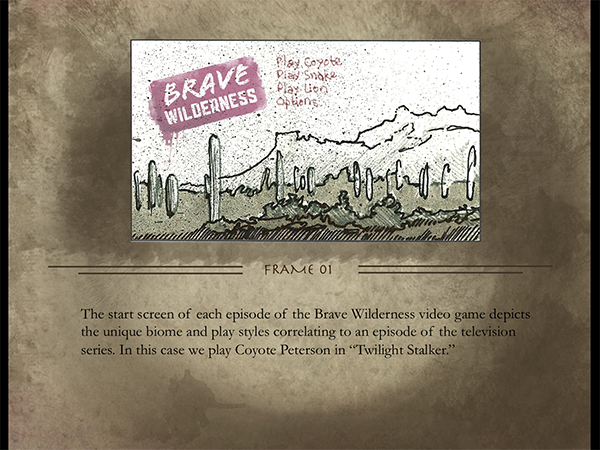 BRAVE
WILDERNESS
Play Coyote
Play Snake
Play Lion
Options
FRAME 01
The start screen of each episode of the Brave Wilderness video game depicts
the unique biome and play styles correlating to an episode of the television
series. In this case we play Coyote Peterson in “Twilight Stalker.”